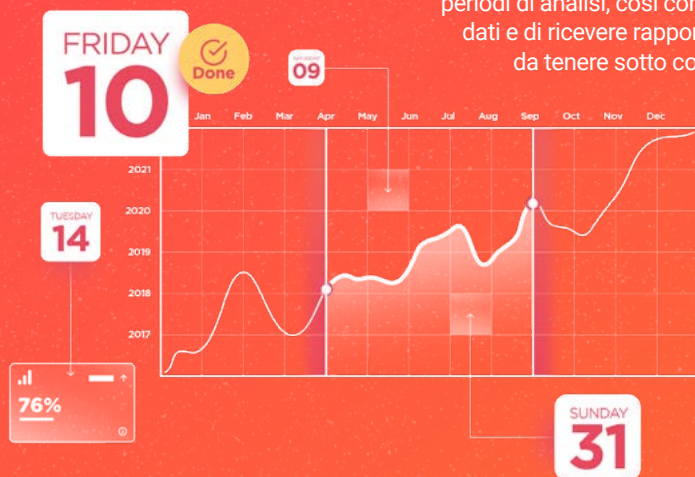 periodi di analisi, così com
dati e di ricevere rappor
da tenere sotto co
FRIDAY
10
Done
09
Jan Feb Mar Apr May Jun Jul Aug Sep Oct Nov Dec
2021
2020
2019
2018
2017
TUESDAY
14
76%
SUNDAY
31